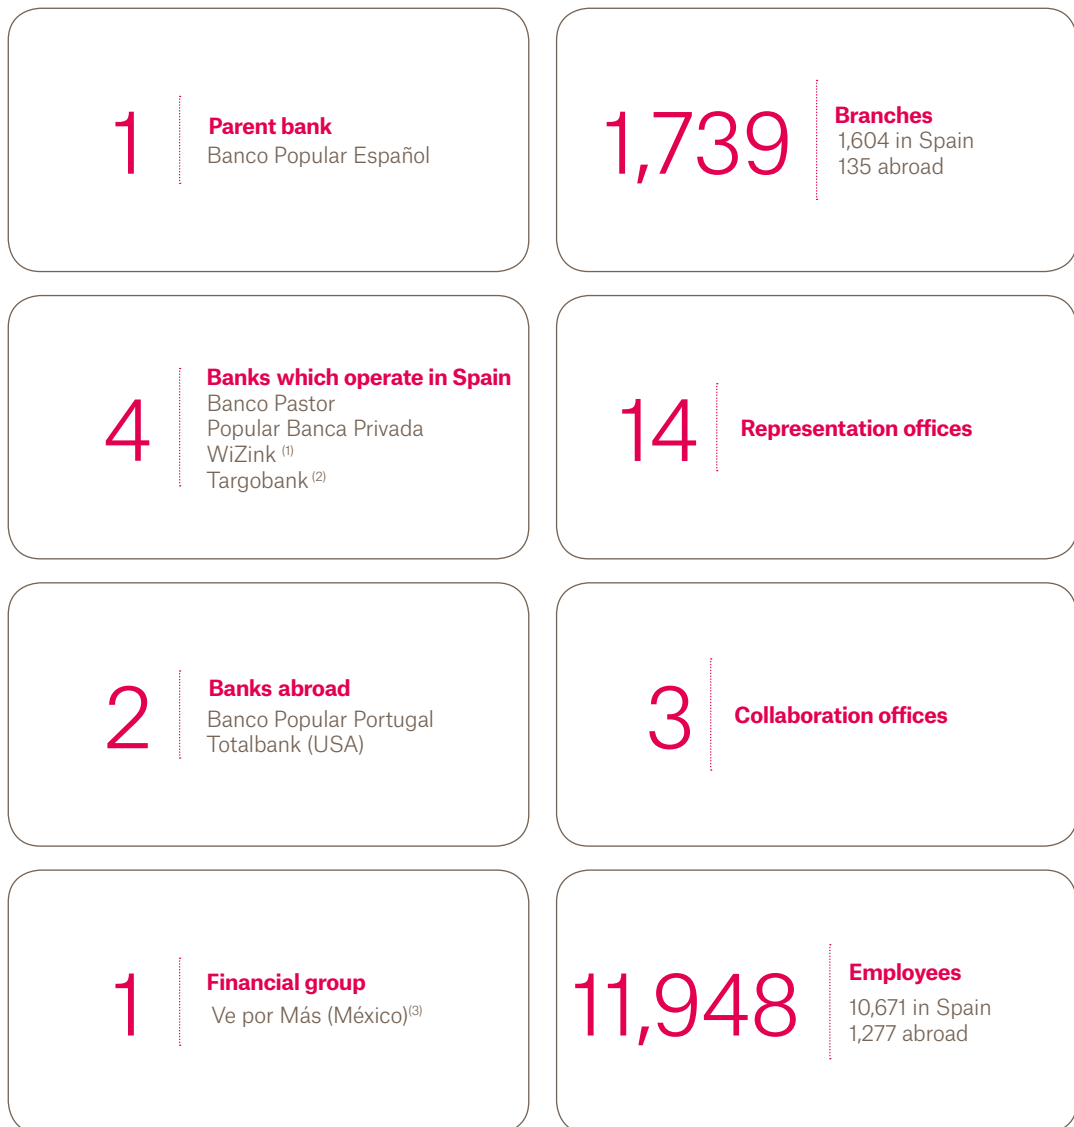 1
Parent bank
Banco Popular Español
1,739
Branches
1,604 in Spain
135 abroad
4
Banks which operate in Spain
Banco Pastor
Popular Banca Privada
WiZink (1)
Targobank (2)
14
Representation offices
2
Banks abroad
Banco Popular Portugal
Totalbank (USA)
3
Collaboration offices
1
Financial group
Ve por Más (México)(3)
11,948
Employees
10,671 in Spain
1,277 abroad